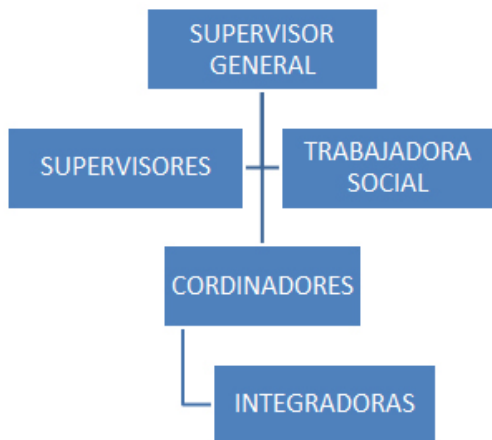 SUPERVISOR
GENERAL
SUPERVISORES
TRABAJADORA
SOCIAL
CORDINADORES
INTEGRADORAS